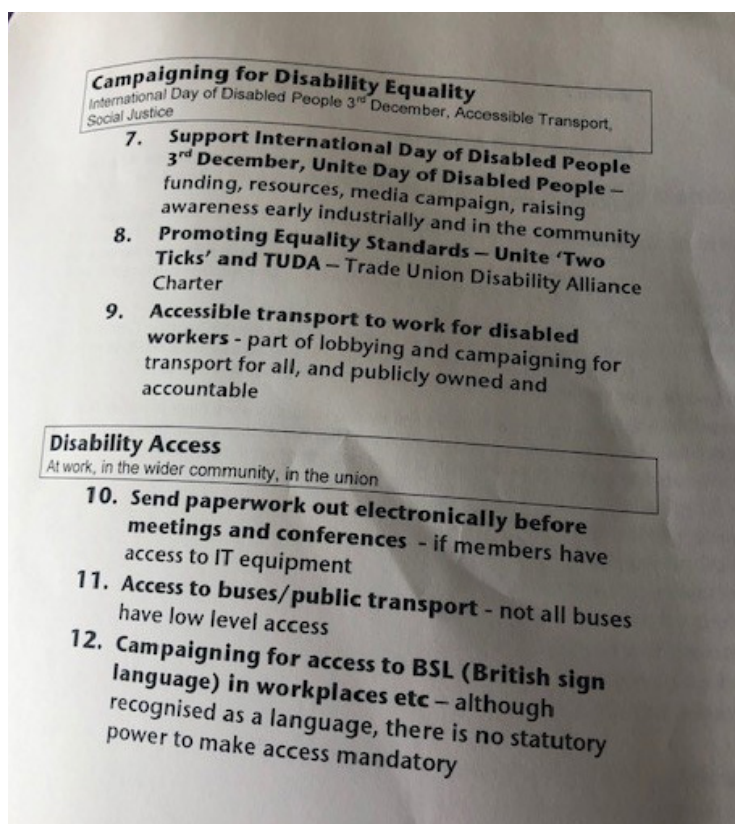 Campaigning for Disability Equality
International Day of Disabled People 3rd December, Accessible Transport,
Social Justice
7. Support International Day of Disabled People
3rd December, Unite Day of Disabled People –
funding, resources, media campaign, raising
awareness early industrially and in the community
8. Promoting Equality Standards – Unite ‘Two
Ticks’ and TUDA – Trade Union Disability Alliance
Charter
9. Accessible transport to work for disabled
workers - part of lobbying and campaigning for
transport for all, and publicly owned and
accountable
Disability Access
At work, in the wider community, in the union
10. Send paperwork out electronically before
meetings and conferences - if members have
access to IT equipment
11. Access to buses/public transport - not all buses
have low level access
12. Campaigning for access to BSL (British sign
language) in workplaces etc – although
recognised as a language, there is no statutory
power to make access mandatory